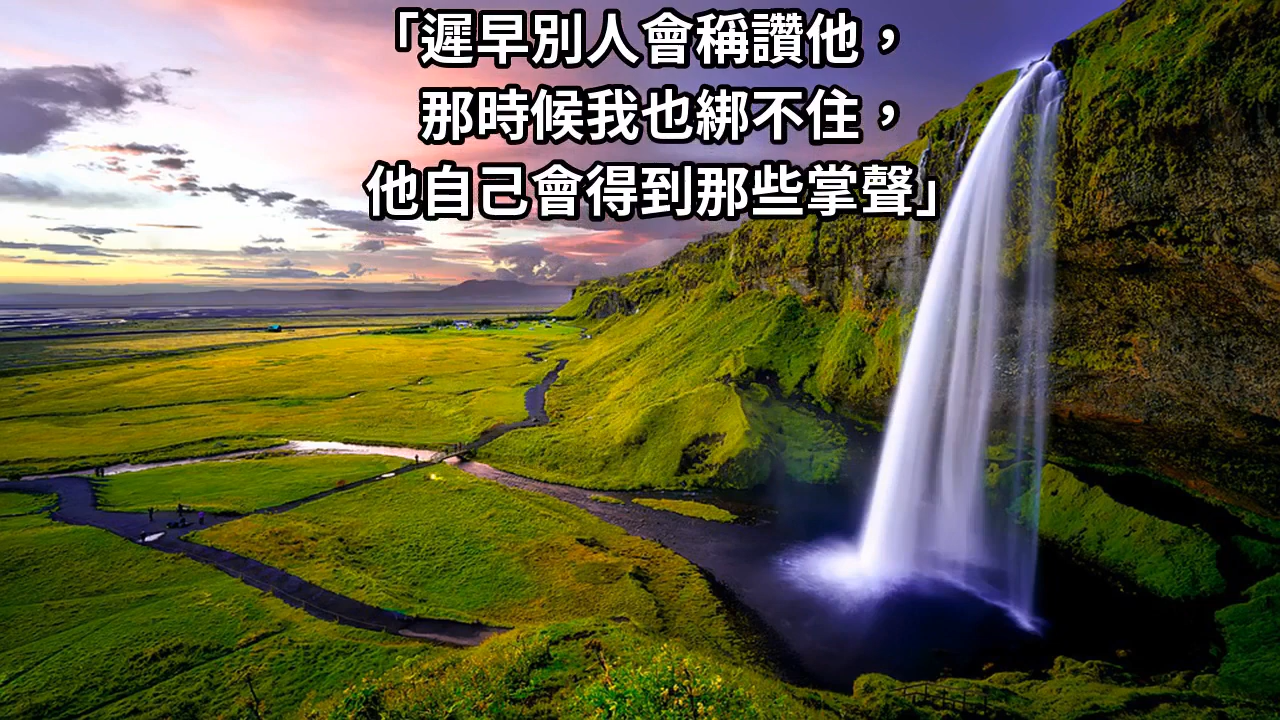 「遲早別人會稱讚他，
那時候我也綁不住，
他自己會得到那些掌聲」